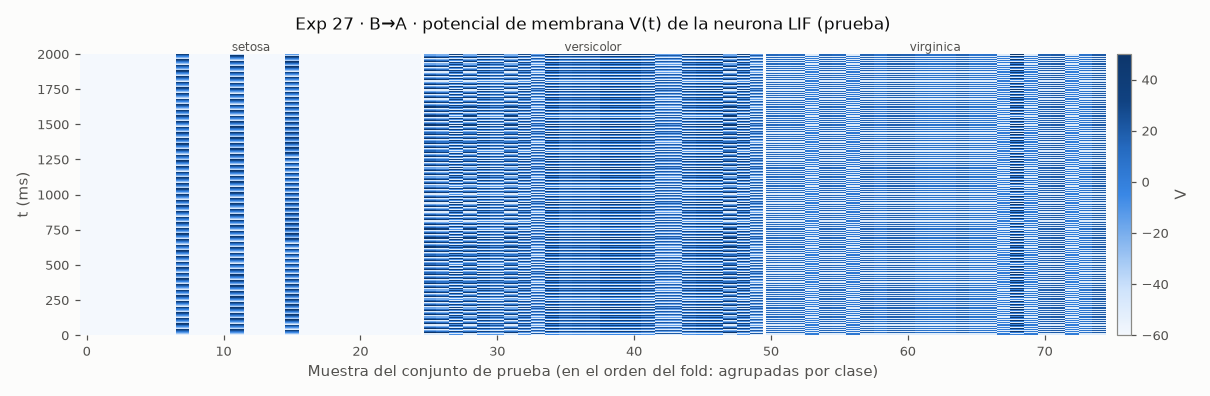 Exp 27 · B→A · potencial de membrana V(t) de la neurona LIF (prueba)
setosa versicolor virginica
2000
1750
1500
1250
1000
750
500
250
0
t (ms)
0 10 20 30 40 50 60 70
Muestra del conjunto de prueba (en el orden del fold: agrupadas por clase)
40
20
0
−20
−40
−60
V